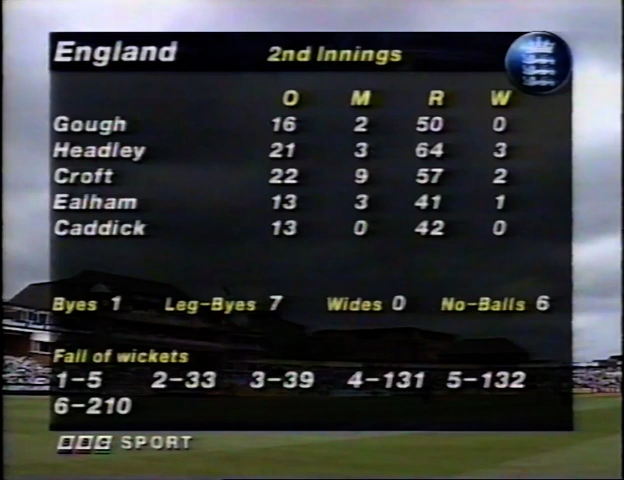 England 2nd Innings
O M R W
Gough 16 2 50 0
Headley 21 3 64 3
Croft 22 9 57 2
Ealham 13 3 41 1
Caddick 13 0 42 0
Byes 1 Leg-Byes 7 Wides 0 No-Balls 6
Fall of wickets
1-5 2-33 3-39 4-131 5-132
6-210
BBC SPORT